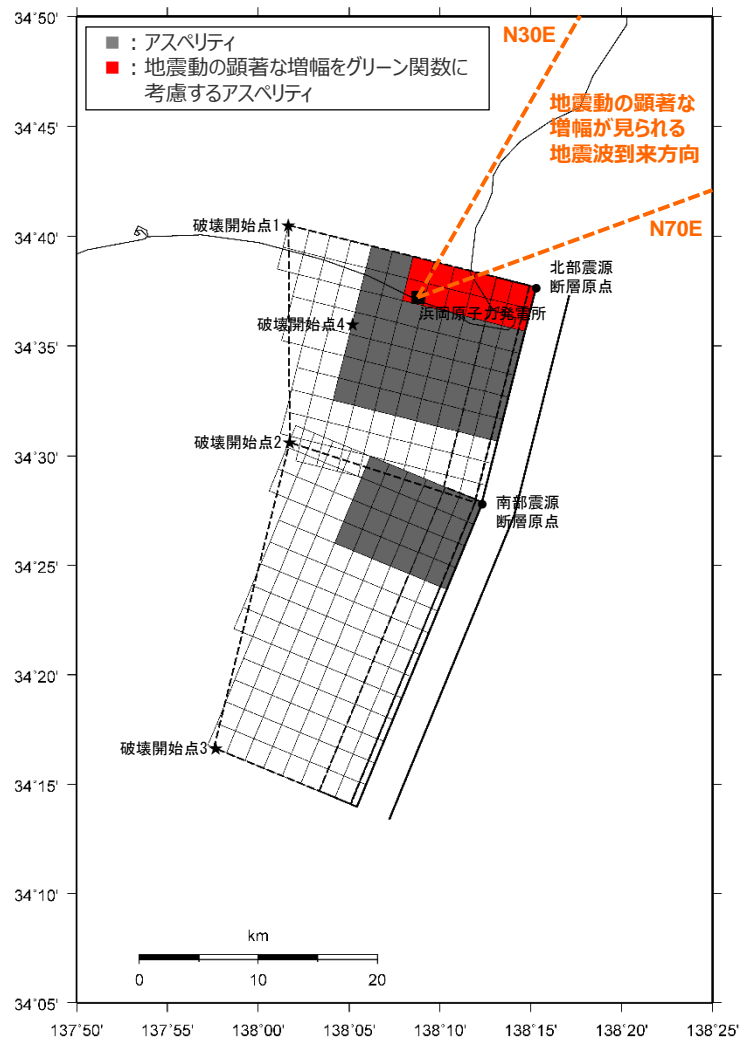 34˚50'
■ : アスペリティ
■ : 地震動の顕著な増幅をグリーン関数に
考慮するアスペリティ
N30E
地震動の顕著な
増幅が見られる
地震波到来方向
34˚45'
N70E
破壊開始点1
34˚40'
北部震源
断層原点
浜岡原子力発電所
破壊開始点4
34˚35'
破壊開始点2
34˚30'
南部震源
断層原点
34˚25'
34˚20'
破壊開始点3
34˚15'
34˚10'
km
0 10 20
34˚05'
137˚50' 137˚55' 138˚00' 138˚05' 138˚10' 138˚15' 138˚20' 138˚25'